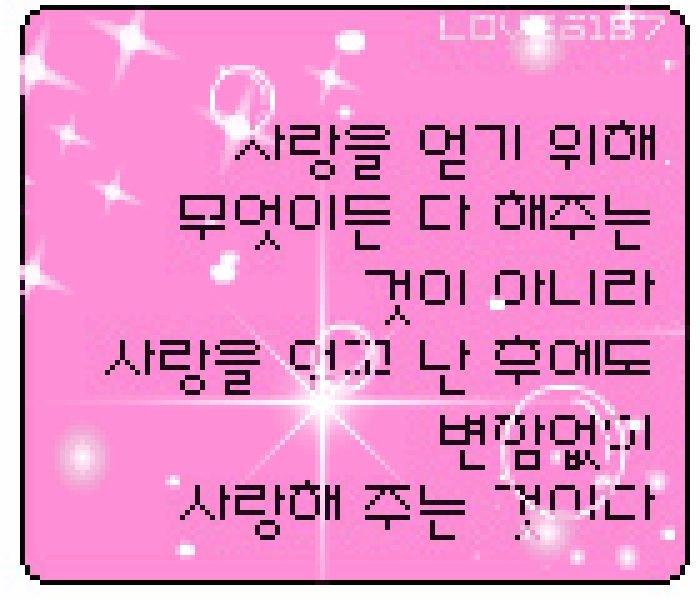 사랑을 얻기 위해
무엇이든 다 해주는
것이 아니라
사랑을 얻고 난 후에도
변함없이
사랑해 주는 것이다